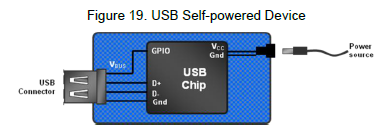 Figure 19. USB Self-powered Device
GPIO
VCC
Gnd
Power
source
VBUS
USB
Connector
USB
Chip
D+
D-
Gnd